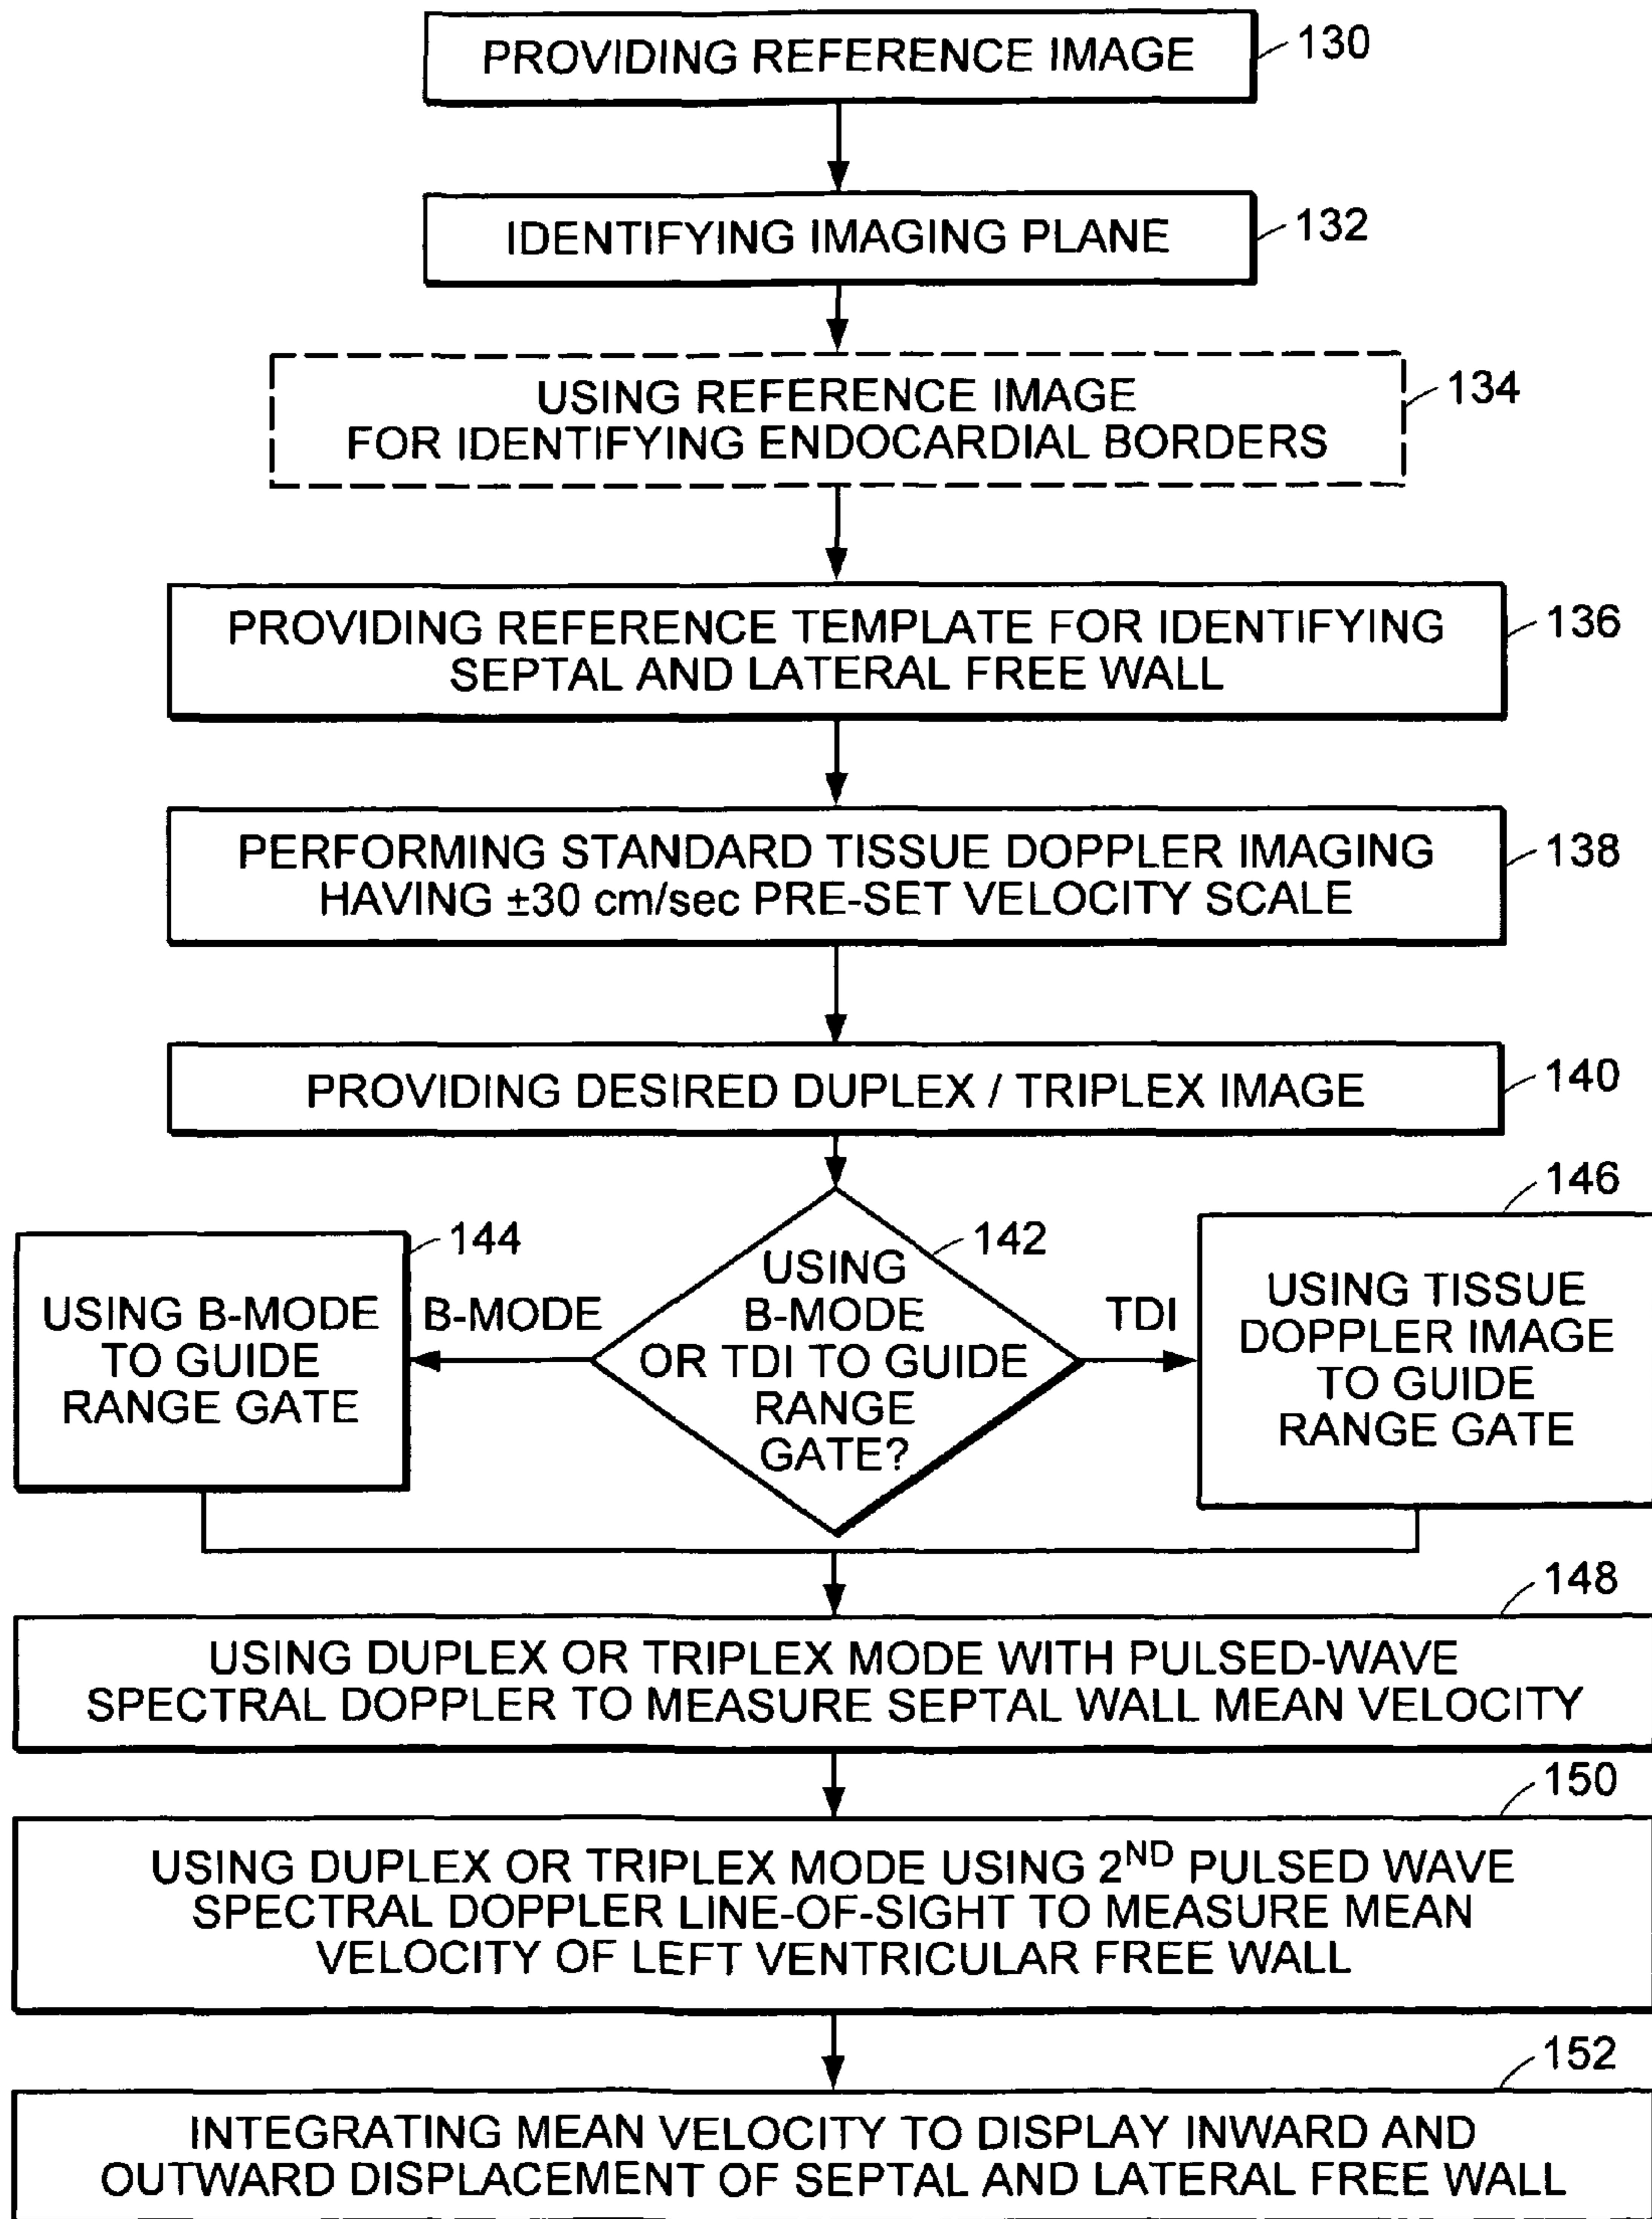 PROVIDING REFERENCE IMAGE
130
IDENTIFYING IMAGING PLANE
132
USING REFERENCE IMAGE
FOR IDENTIFYING ENDOCARDIAL BORDERS
134
PROVIDING REFERENCE TEMPLATE FOR IDENTIFYING
SEPTAL AND LATERAL FREE WALL
136
PERFORMING STANDARD TISSUE DOPPLER IMAGING
HAVING ±30 cm/sec PRE-SET VELOCITY SCALE
138
PROVIDING DESIRED DUPLEX / TRIPLEX IMAGE
140
USING B-MODE
TO GUIDE
RANGE GATE
144
B-MODE
USING
B-MODE
OR TDI TO GUIDE
RANGE
GATE?
142
TDI
USING TISSUE
DOPPLER IMAGE
TO GUIDE
RANGE GATE
146
USING DUPLEX OR TRIPLEX MODE WITH PULSED-WAVE
SPECTRAL DOPPLER TO MEASURE SEPTAL WALL MEAN VELOCITY
148
USING DUPLEX OR TRIPLEX MODE USING 2ND PULSED WAVE
SPECTRAL DOPPLER LINE-OF-SIGHT TO MEASURE MEAN
VELOCITY OF LEFT VENTRICULAR FREE WALL
150
INTEGRATING MEAN VELOCITY TO DISPLAY INWARD AND
OUTWARD DISPLACEMENT OF SEPTAL AND LATERAL FREE WALL
152